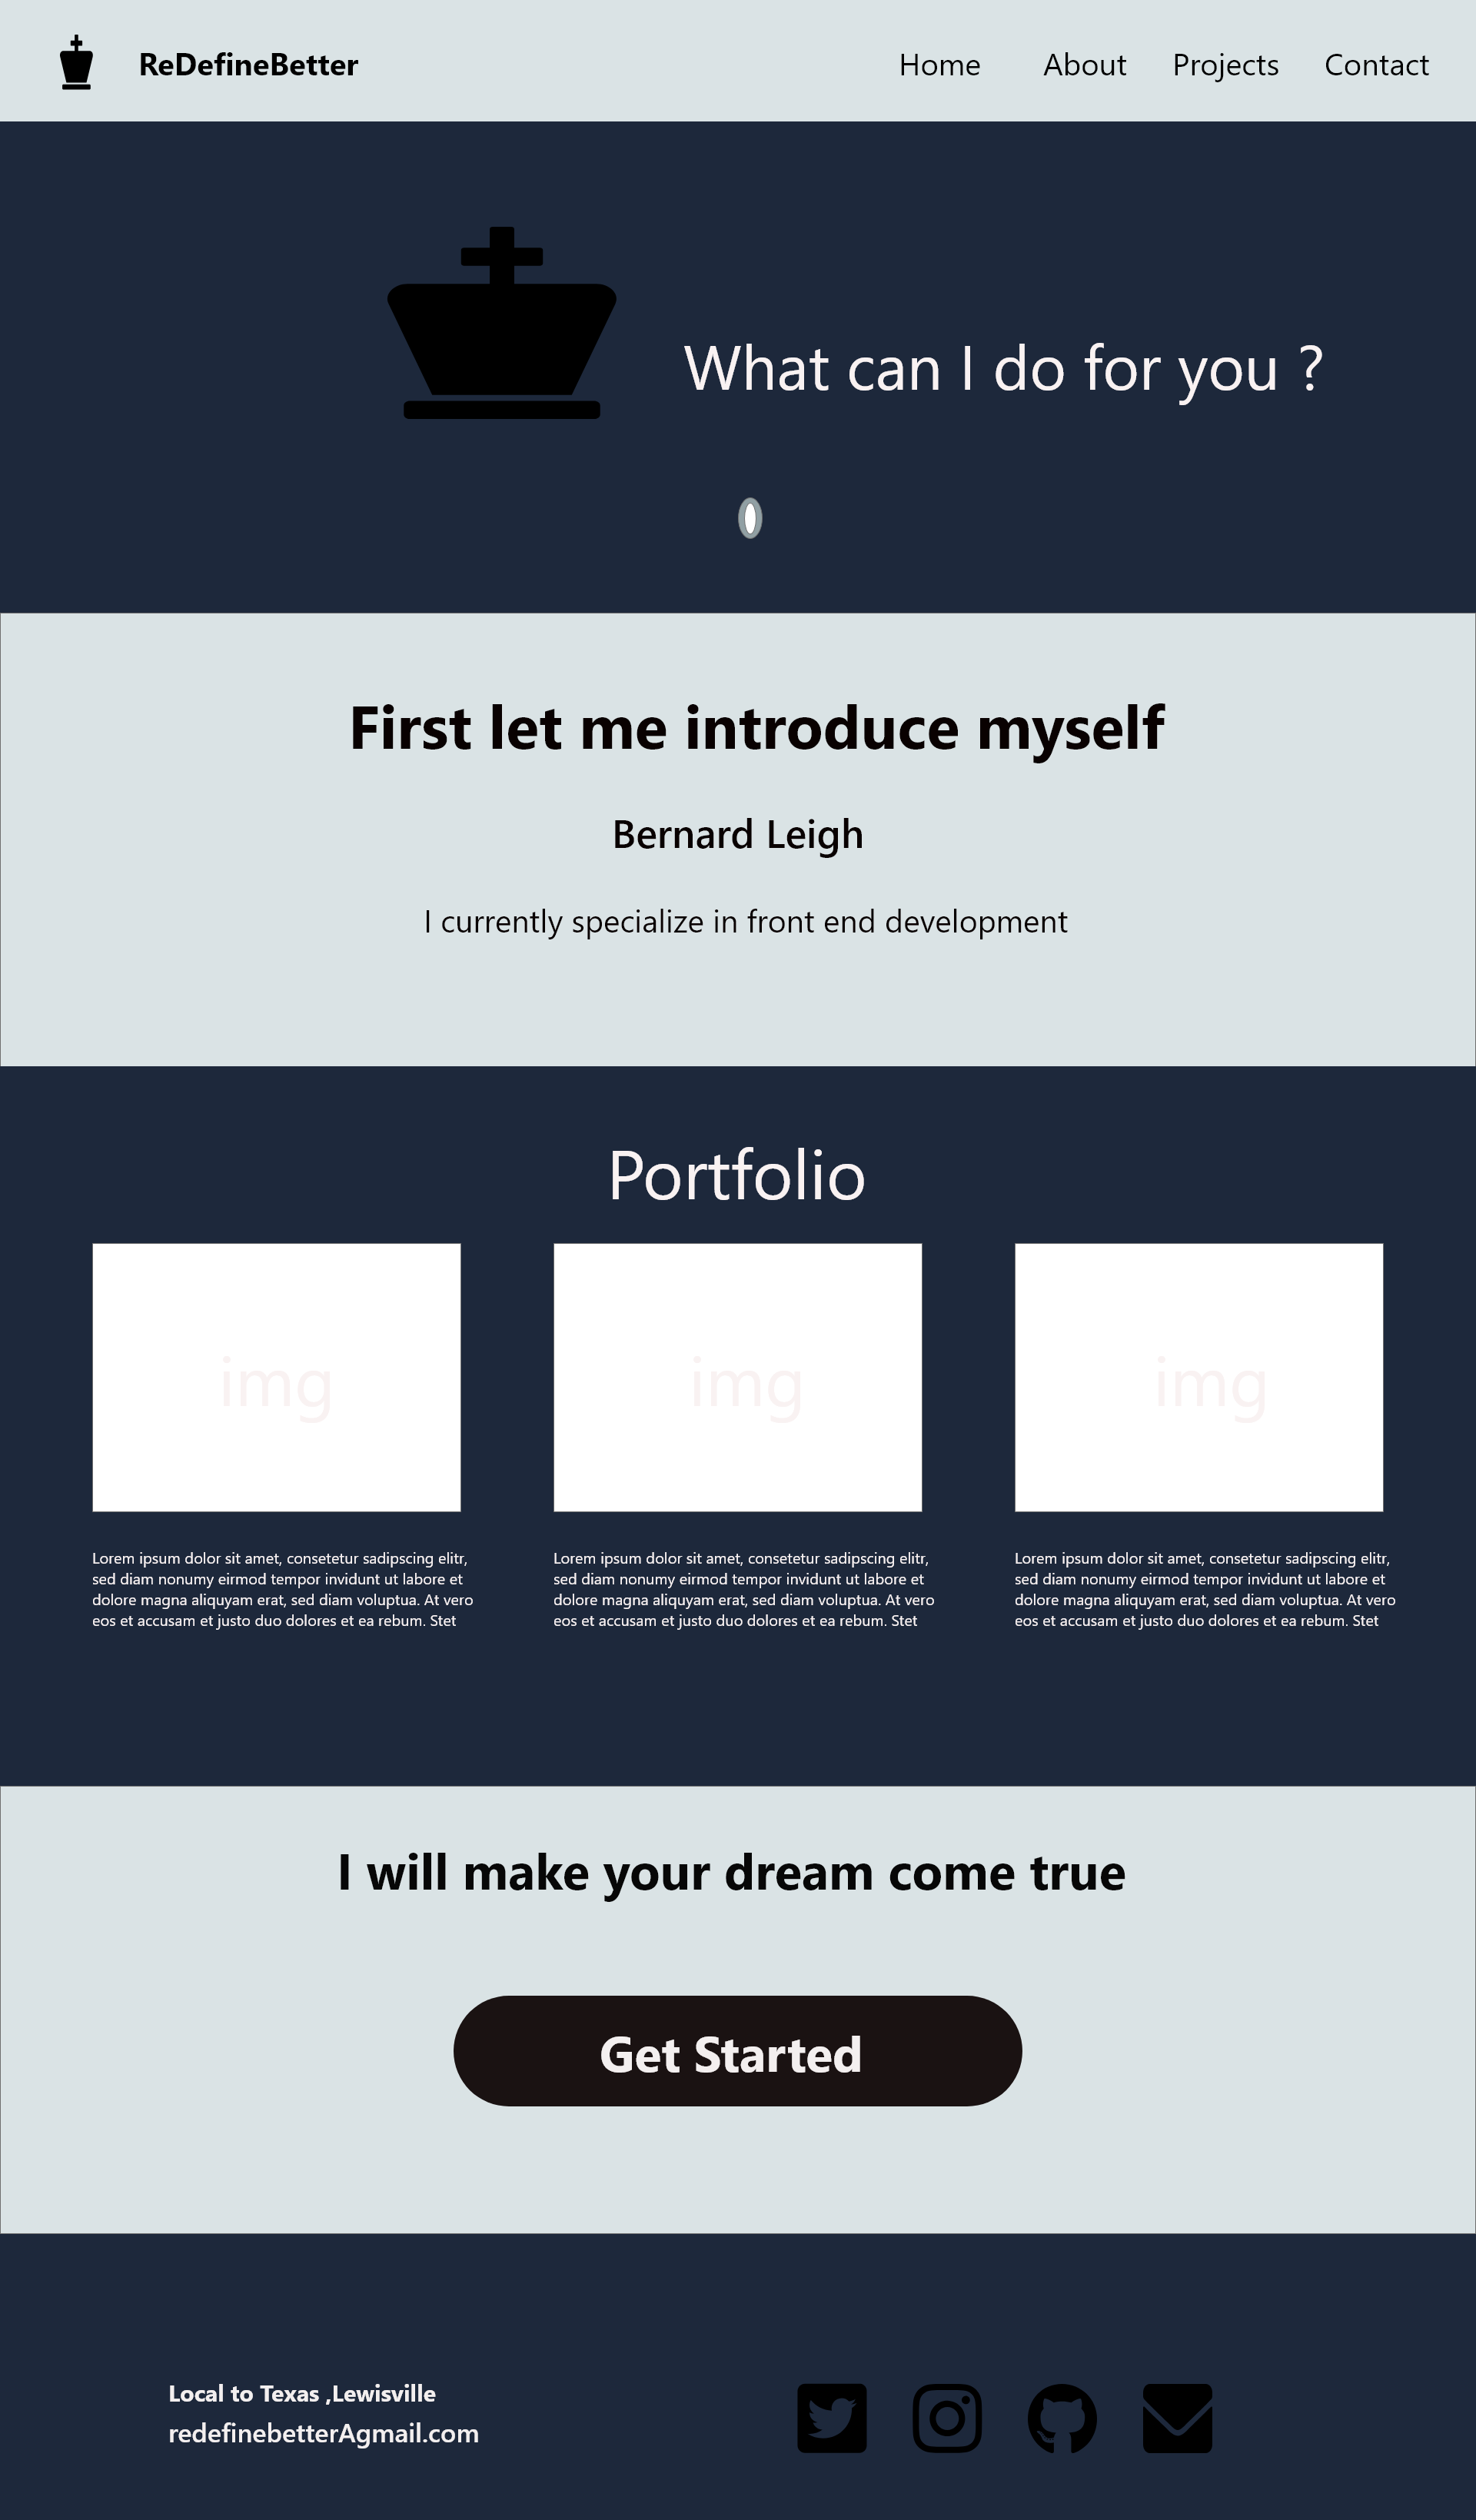 ReDefineBetter
Home About Projects Contact
What can I do for you ?
First let me introduce myself
Bernard Leigh
I currently specialize in front end development
Portfolio
img
img
img
Lorem ipsum dolor sit amet, consetetur sadipscing elitr,
sed diam nonumy eirmod tempor invidunt ut labore et
dolore magna aliquyam erat, sed diam voluptua. At vero
eos et accusam et justo duo dolores et ea rebum. Stet
Lorem ipsum dolor sit amet, consetetur sadipscing elitr,
sed diam nonumy eirmod tempor invidunt ut labore et
dolore magna aliquyam erat, sed diam voluptua. At vero
eos et accusam et justo duo dolores et ea rebum. Stet
Lorem ipsum dolor sit amet, consetetur sadipscing elitr,
sed diam nonumy eirmod tempor invidunt ut labore et
dolore magna aliquyam erat, sed diam voluptua. At vero
eos et accusam et justo duo dolores et ea rebum. Stet
I will make your dream come true
Get Started
Local to Texas ,Lewisville
redefinebetterAgmail.com